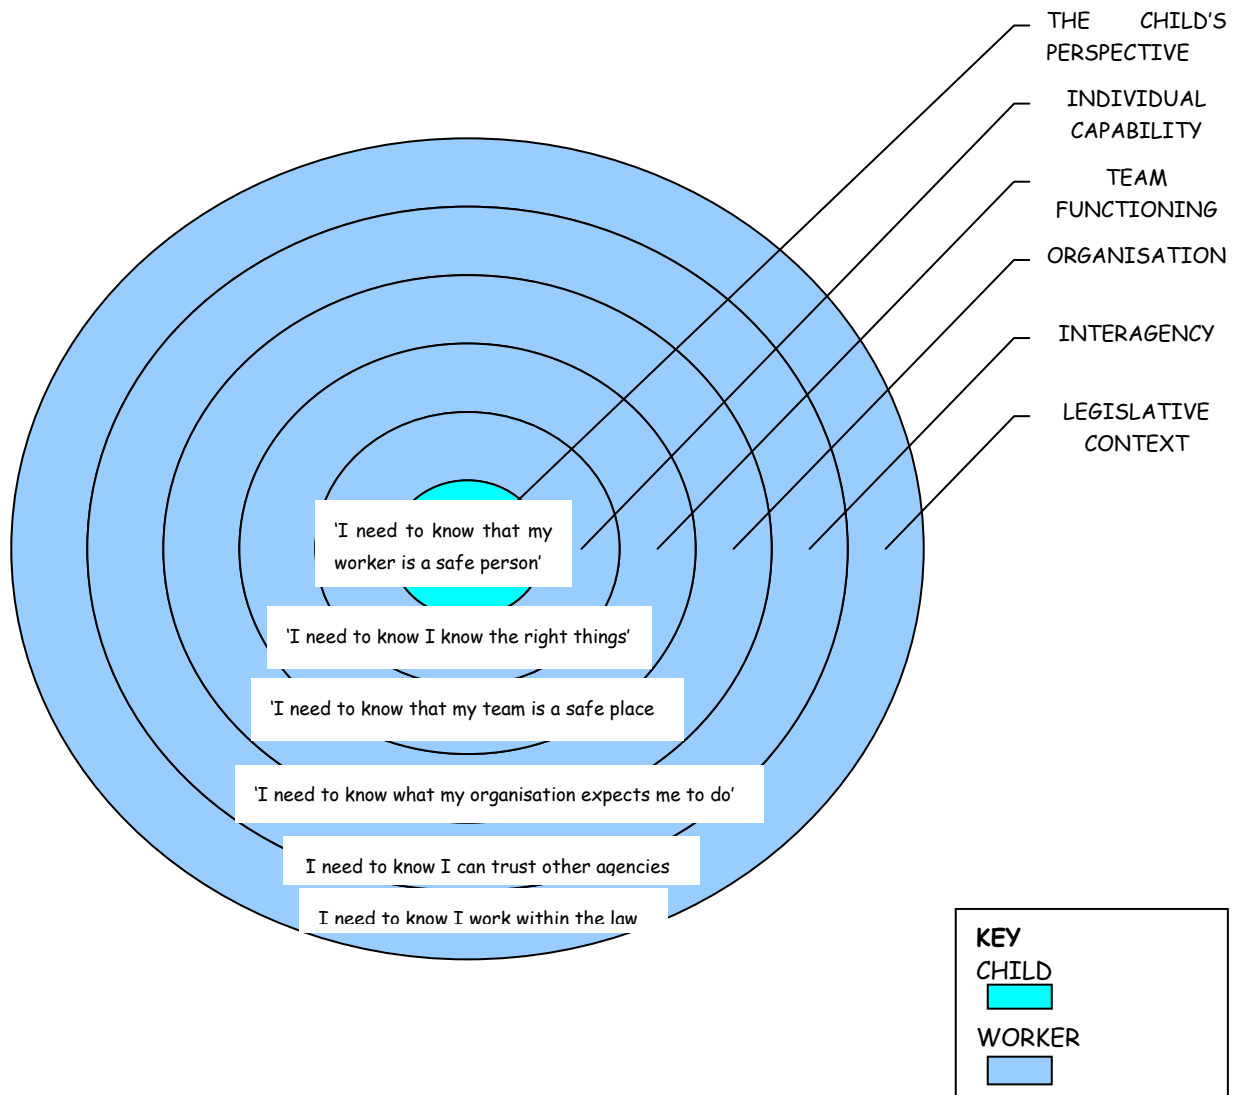 THE CHILD'S
PERSPECTIVE
INDIVIDUAL
CAPABILITY
TEAM
FUNCTIONING
ORGANISATION
INTERAGENCY
LEGISLATIVE
CONTEXT
‘I need to know that my
worker is a safe person’
‘I need to know I know the right things’
‘I need to know that my team is a safe place
‘I need to know what my organisation expects me to do’
I need to know I can trust other agencies
I need to know I work within the law
KEY
CHILD
WORKER